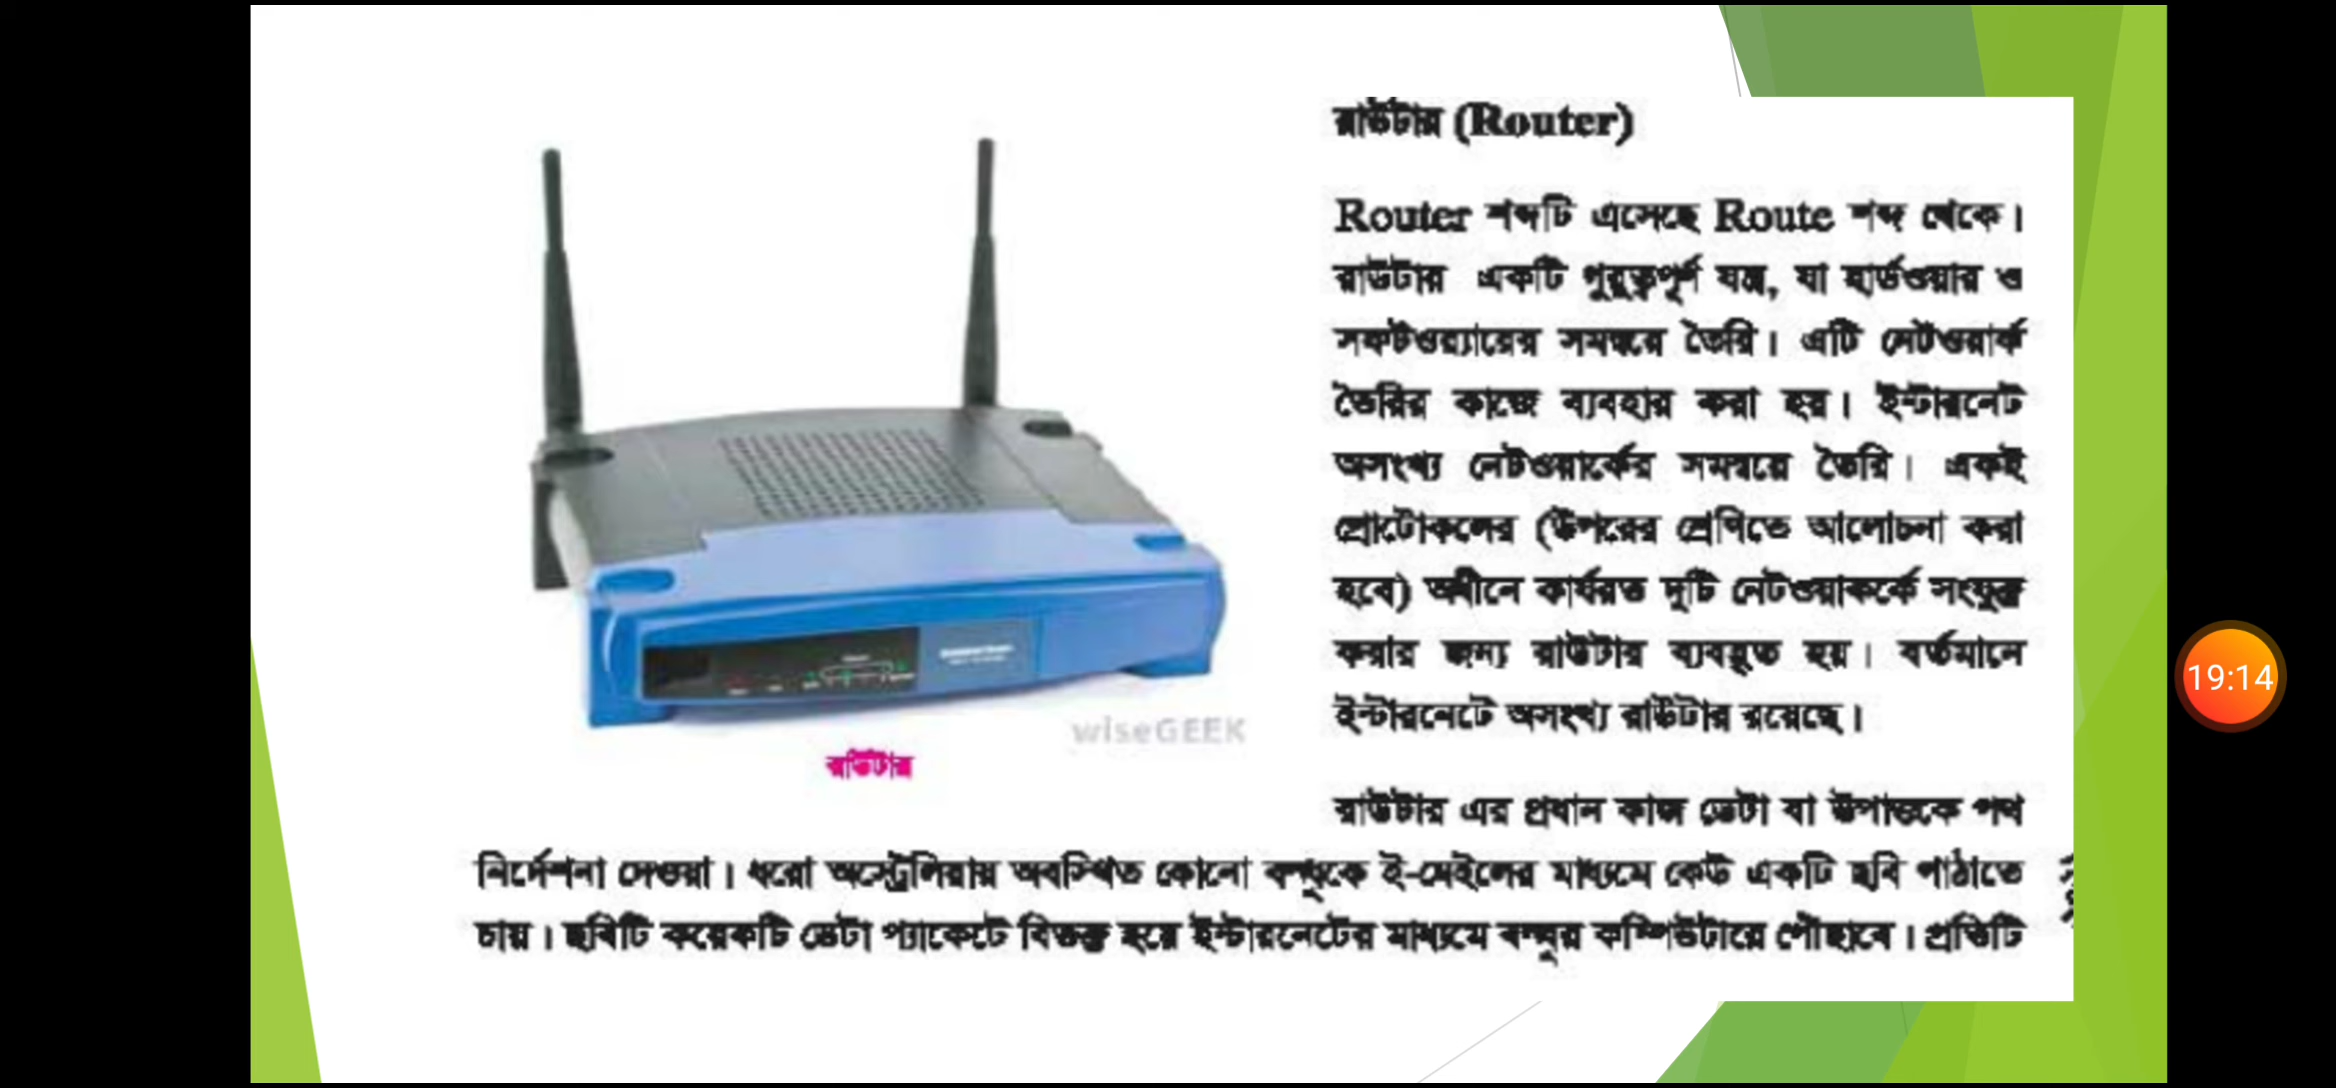 রাউটার (Router)
Router শব্দটি এসেছে Route শব্দ থেকে।
রাউটার একটি গুরুত্বপূর্ণ যন্ত্র, যা হার্ডওয়্যার ও
সফটওয়্যারের সমন্বয়ে তৈরি। এটি নেটওয়ার্ক
তৈরির কাজে ব্যবহার করা হয়। ইন্টারনেট
অসংখ্য নেটওয়ার্কের সমন্বয়ে তৈরি। একই
প্রোটোকলের (উপরের শ্রেণিতে আলোচনা করা
হবে) অধীনে কার্যরত দুটি নেটওয়াকর্কে সংযুক্ত
করার জন্য রাউটার ব্যবহৃত হয়। বর্তমানে
ইন্টারনেটে অসংখ্য রাউটার রয়েছে।
wiseGEEK
রাউটার
রাউটার এর প্রধান কাজ ডেটা বা উপাত্তকে পথ
নির্দেশনা দেওয়া। ধরো অস্ট্রেলিয়ায় অবস্থিত কোনো বন্ধুকে ই-মেইলের মাধ্যমে কেউ একটি ছবি পাঠাতে
চায়। ছবিটি কয়েকটি ডেটা প্যাকেটে বিভক্ত হয়ে ইন্টারনেটের মাধ্যমে বন্ধুর কম্পিউটারে পৌঁছাবে। প্রতিটি
19:14